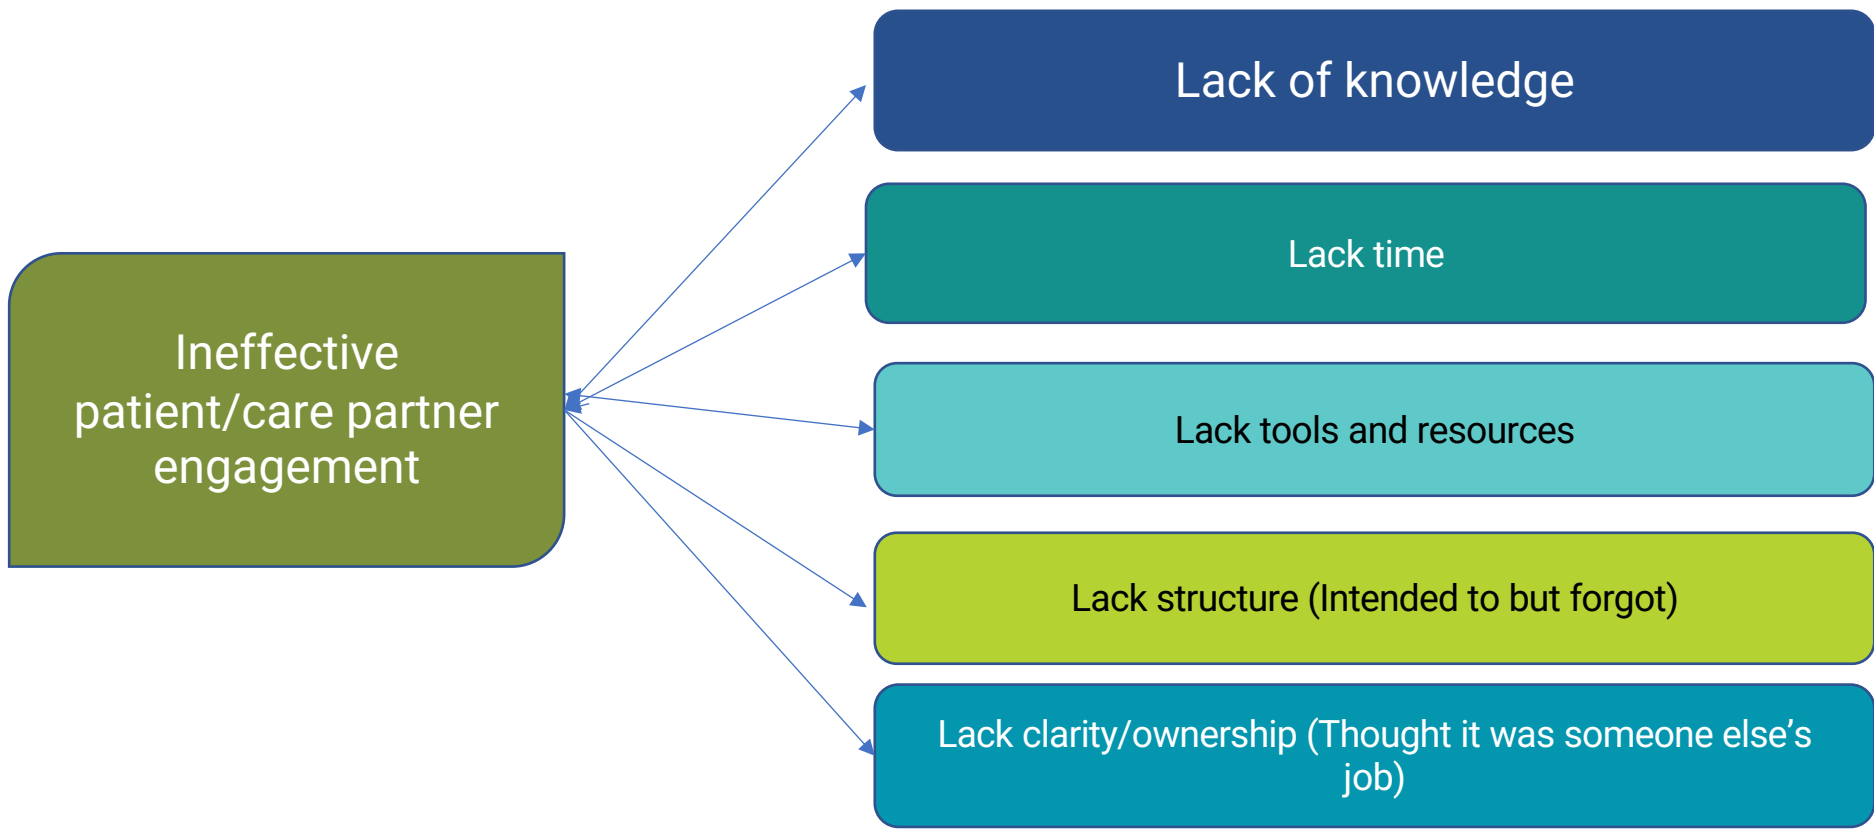 Lack of knowledge
Lack time
Ineffective
patient/care partner
engagement
Lack tools and resources
Lack structure (Intended to but forgot)
Lack clarity/ownership (Thought it was someone else’s
job)